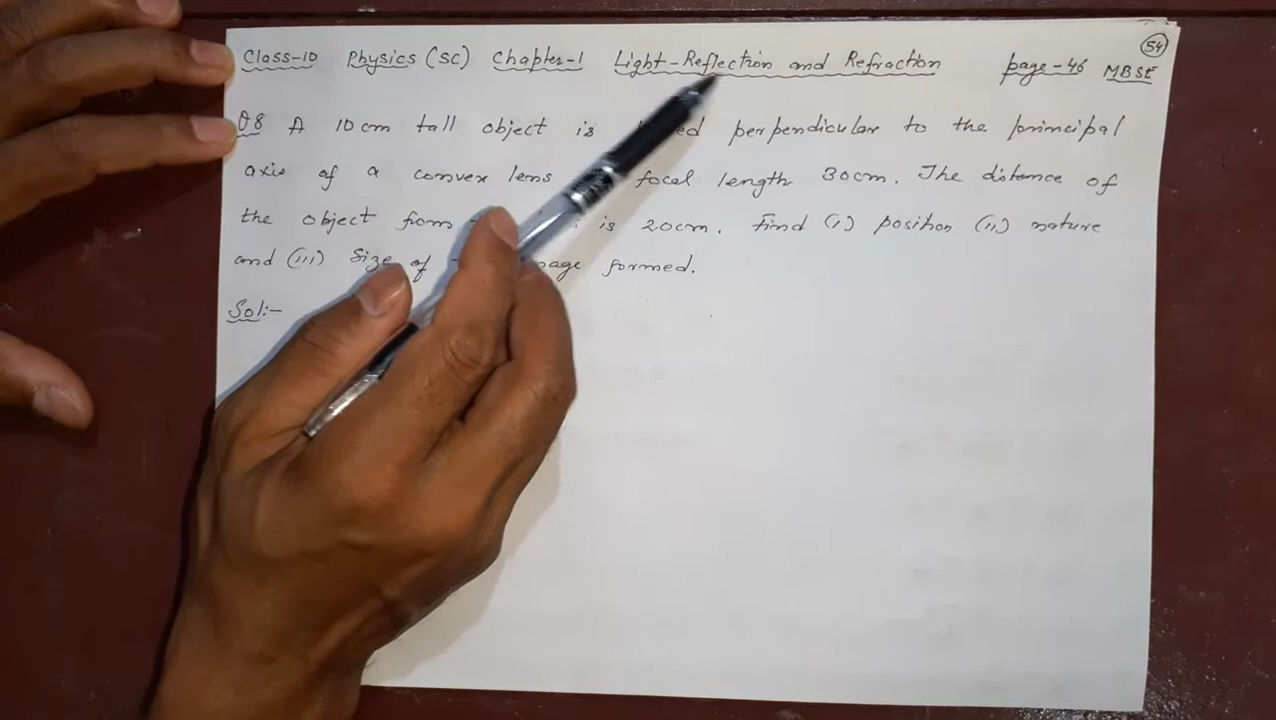 54
Class-10 Physics (SC) Chapter-1 Light-Reflection and Refraction page-46 MBSE
Q8 A 10cm tall object is perpendicular to the principal
axis of a convex lens focal length 30cm. The distance of
the object from is 20cm. Find (i) position (ii) nature
and (iii) Size of formed.
Sol:-